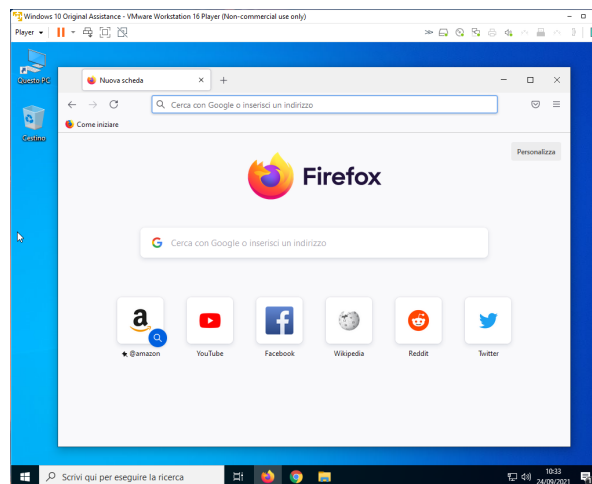 Windows 10 Original Assistance - VMware Workstation 16 Player (Non-commercial use only)
Player
Questo PC
Cestino
Nuova scheda
Cerca con Google o inserisci un indirizzo
Come iniziare
Personalizza
Firefox
Cerca con Google o inserisci un indirizzo
a
@amazon
YouTube
Facebook
Wikipedia
Reddit
Twitter
Scrivi qui per eseguire la ricerca
10:33
24/09/2021